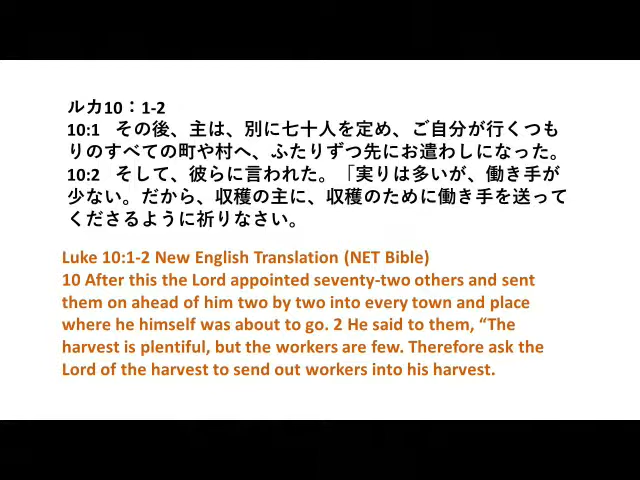 ルカ10：1-2
10:1 その後、主は、別に七十人を定め、ご自分が行くつも
りのすべての町や村へ、ふたりずつ先にお遣わしになった。
10:2 そして、彼らに言われた。「実りは多いが、働き手が
少ない。だから、収穫の主に、収穫のために働き手を送って
くださるように祈りなさい。
Luke 10:1-2 New English Translation (NET Bible)
10 After this the Lord appointed seventy-two others and sent
them on ahead of him two by two into every town and place
where he himself was about to go. 2 He said to them, “The
harvest is plentiful, but the workers are few. Therefore ask the
Lord of the harvest to send out workers into his harvest.